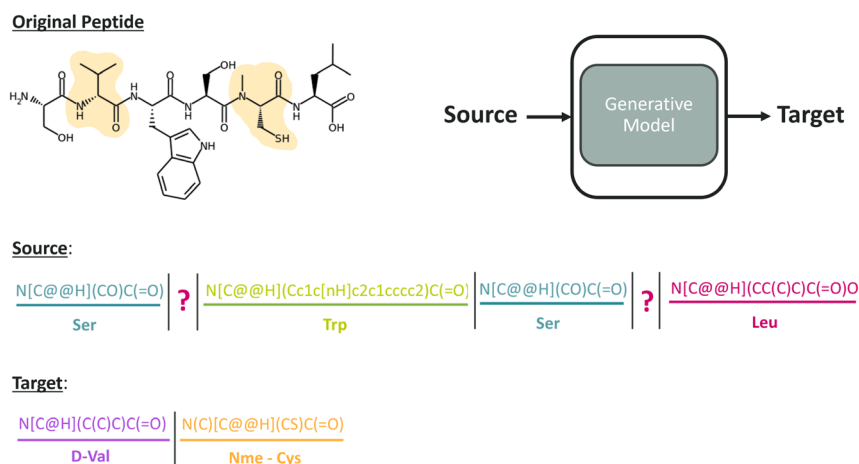 Original Peptide
H₂N
OH
O
N
H
O
H
N
O
NH
N
H
OH
O
N
O
SH
N
H
O
OH
Source
Generative
Model
Target
Source:
N[C@@H](CO)C(=O) ? N[C@@H](Cc1c[nH]c2c1cccc2)C(=O) N[C@@H](CO)C(=O) ? N[C@@H](CC(C)C)C(=O)O
Ser Trp Ser Leu
Target:
N[C@H](C(C)C)C(=O) N(C)[C@@H](CS)C(=O)
D-Val Nme - Cys